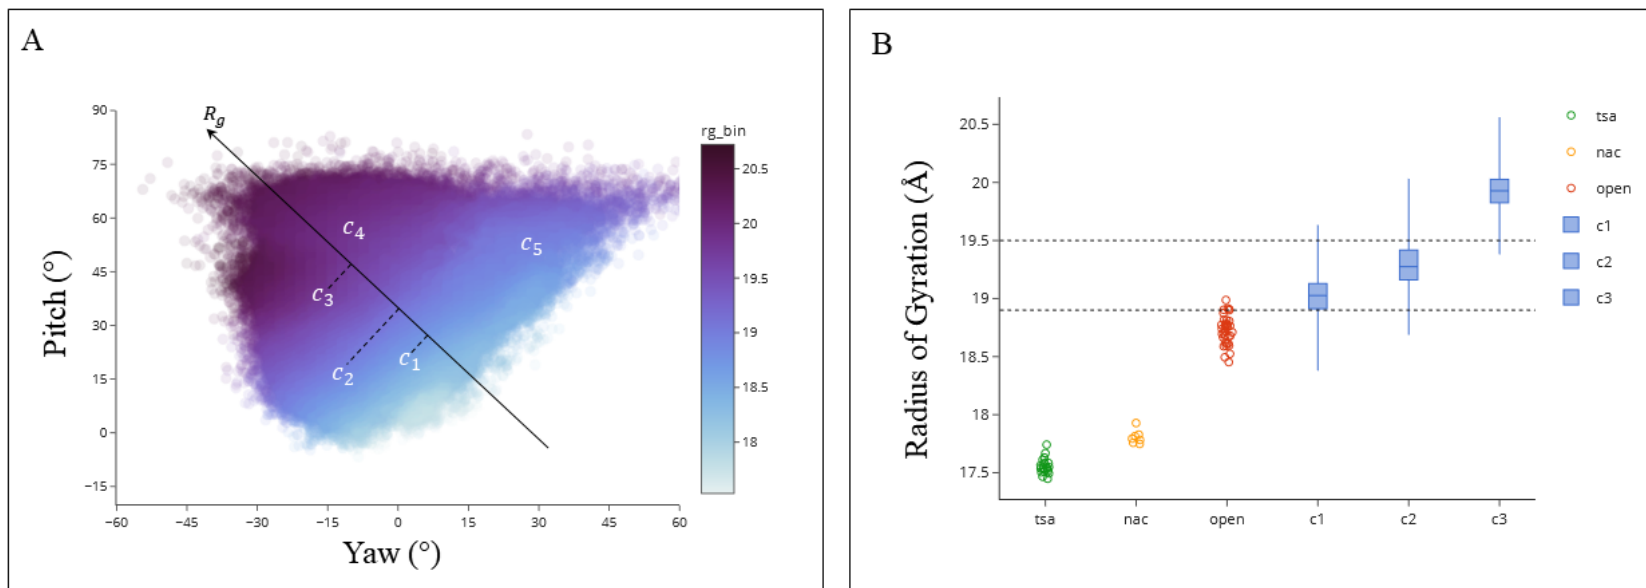 A
R_g
Pitch (°)
90
75
60
45
30
15
0
−15
−60
−45
−30
−15
0
15
30
45
60
Yaw (°)
c_4
c_5
c_3
c_1
c_2
rg_bin
20.5
20
19.5
19
18.5
18
B
Radius of Gyration (Å)
20.5
20
19.5
19
18.5
18
17.5
tsa
nac
open
c1
c2
c3
tsa
nac
open
c1
c2
c3